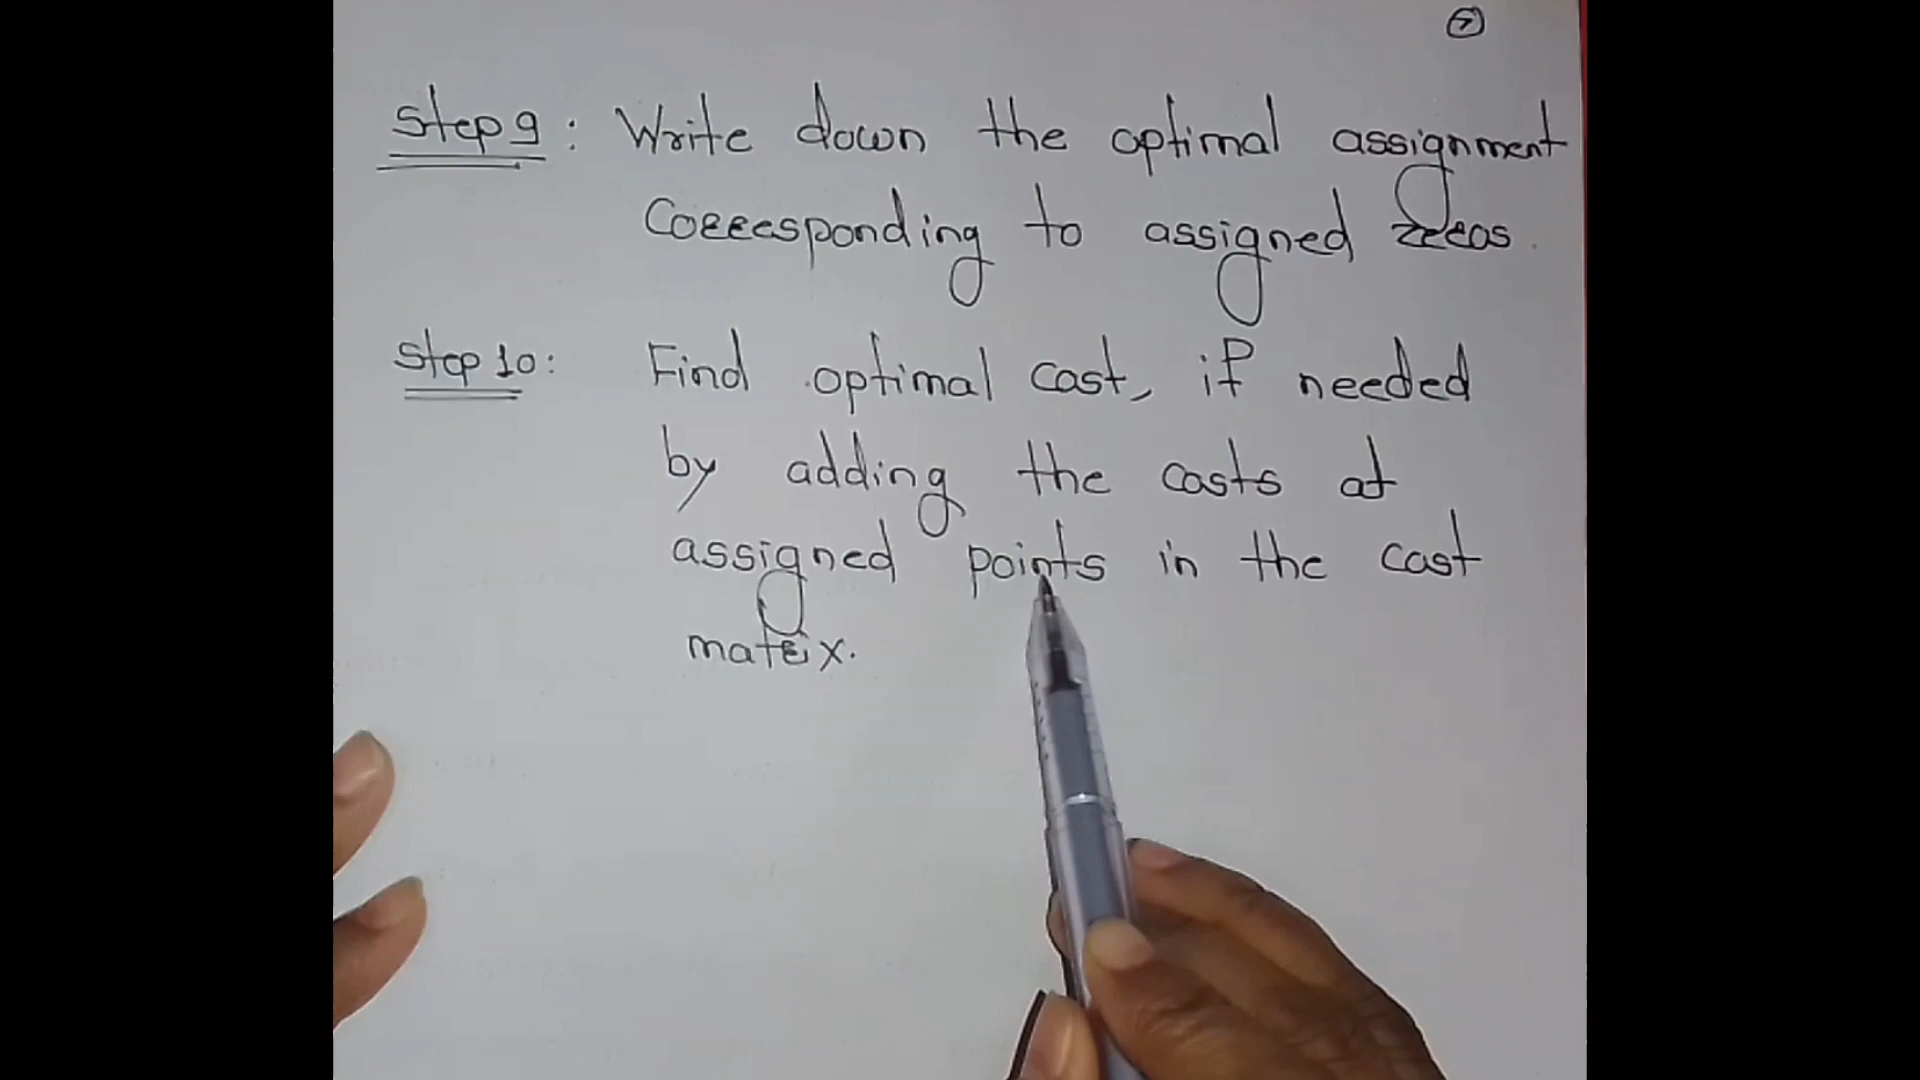 7
Step 9: Write down the optimal assignment
Corresponding to assigned zeros.
Step 10: Find optimal cost, if needed
by adding the costs at
assigned points in the cost
matrix.